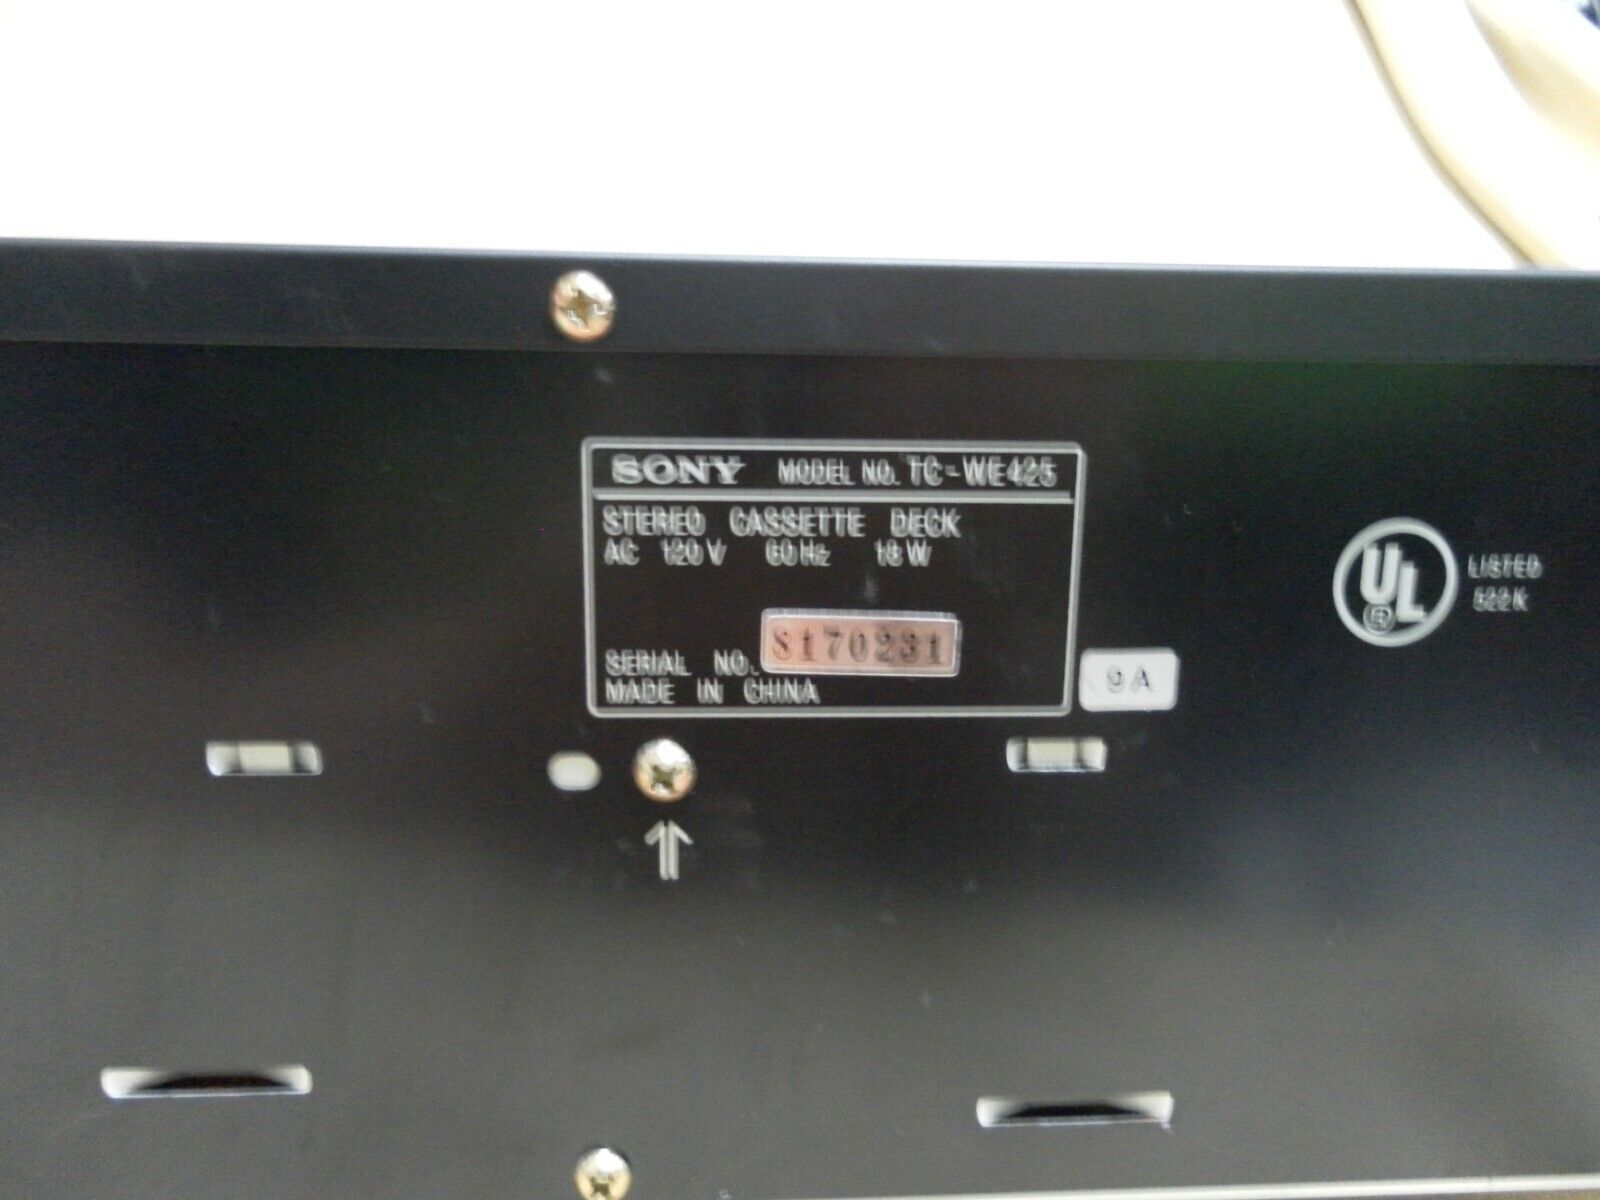 SONY MODEL NO. TC-WE425
STEREO CASSETTE DECK
AC 120V 60Hz 18W
SERIAL NO. 8170231
MADE IN CHINA
9A
UL
®
LISTED
522K